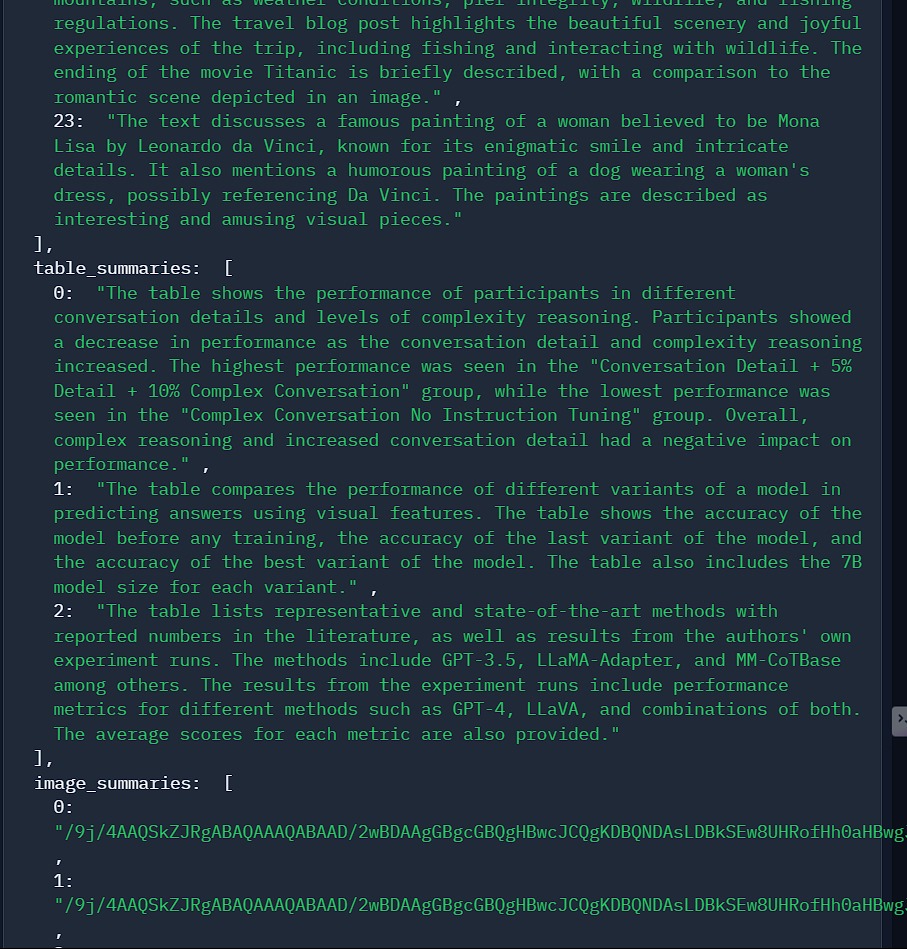 mountains, such as weather conditions, pier integrity, wildlife, and fishing
regulations. The travel blog post highlights the beautiful scenery and joyful
experiences of the trip, including fishing and interacting with wildlife. The
ending of the movie Titanic is briefly described, with a comparison to the
romantic scene depicted in an image." ,
23: "The text discusses a famous painting of a woman believed to be Mona
Lisa by Leonardo da Vinci, known for its enigmatic smile and intricate
details. It also mentions a humorous painting of a dog wearing a woman's
dress, possibly referencing Da Vinci. The paintings are described as
interesting and amusing visual pieces."
],
table_summaries: [
0: "The table shows the performance of participants in different
conversation details and levels of complexity reasoning. Participants showed
a decrease in performance as the conversation detail and complexity reasoning
increased. The highest performance was seen in the "Conversation Detail + 5%
Detail + 10% Complex Conversation" group, while the lowest performance was
seen in the "Complex Conversation No Instruction Tuning" group. Overall,
complex reasoning and increased conversation detail had a negative impact on
performance." ,
1: "The table compares the performance of different variants of a model in
predicting answers using visual features. The table shows the accuracy of the
model before any training, the accuracy of the last variant of the model, and
the accuracy of the best variant of the model. The table also includes the 7B
model size for each variant." ,
2: "The table lists representative and state-of-the-art methods with
reported numbers in the literature, as well as results from the authors' own
experiment runs. The methods include GPT-3.5, LLaMA-Adapter, and MM-CoTBase
among others. The results from the experiment runs include performance
metrics for different methods such as GPT-4, LLaVA, and combinations of both.
The average scores for each metric are also provided."
],
image_summaries: [
0:
"/9j/4AAQSkZJRgABAQAAAQABAAD/2wBDAAgGBgcGBQgHBwcJCQgKDBQNDAsLDBkSEw8UHRofHh0aHBwg
,
1:
"/9j/4AAQSkZJRgABAQAAAQABAAD/2wBDAAgGBgcGBQgHBwcJCQgKDBQNDAsLDBkSEw8UHRofHh0aHBwg
,